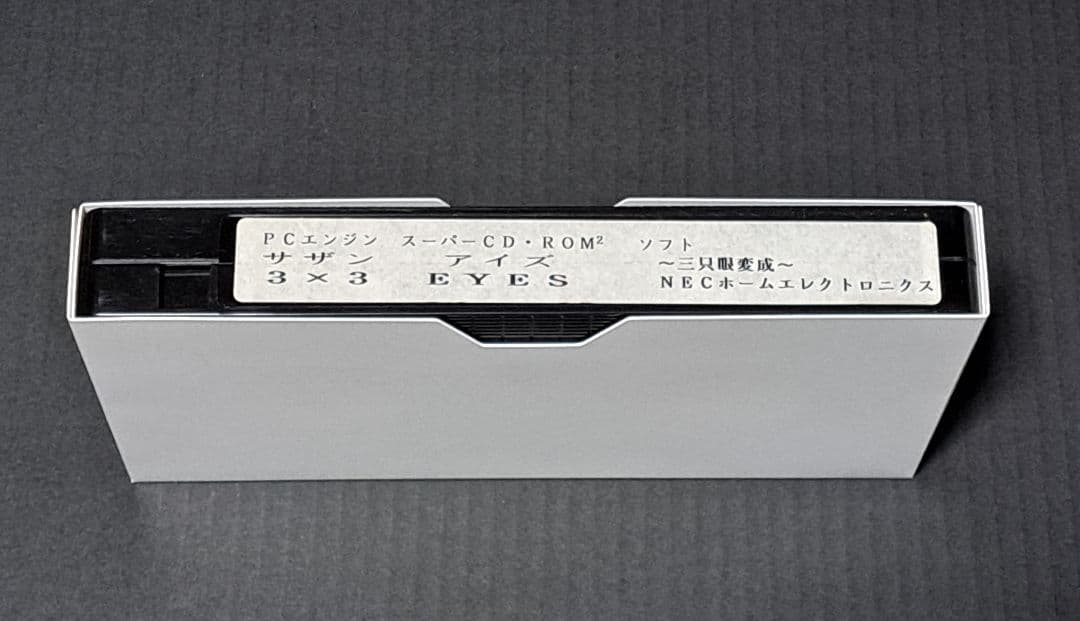 PCエンジン スーパーCD・ROM² ソフト
サザン アイズ
3×3 EYES
～三只眼変成～
NECホームエレクトロニクス